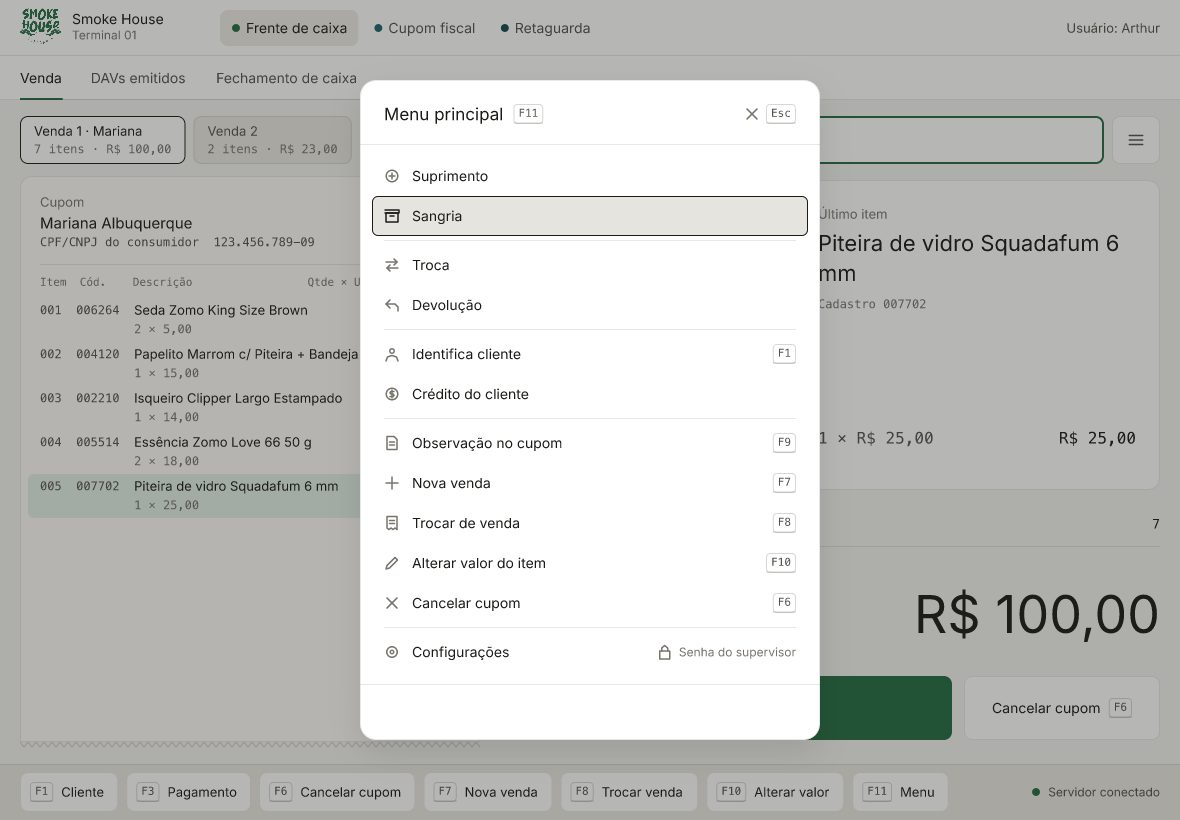 SMOKE HOUSE
Smoke House
Terminal 01
Frente de caixa
Cupom fiscal
Retaguarda
Usuário: Arthur
Venda
DAVs emitidos
Fechamento de caixa
Venda 1 · Mariana
7 itens · R$ 100,00
Venda 2
2 itens · R$ 23,00
Cupom
Mariana Albuquerque
CPF/CNPJ do consumidor 123.456.789-09
Item Cód. Descrição Qtde × U
001 006264 Seda Zomo King Size Brown
2 × 5,00
002 004120 Papelito Marrom c/ Piteira + Bandeja
1 × 15,00
003 002210 Isqueiro Clipper Largo Estampado
1 × 14,00
004 005514 Essência Zomo Love 66 50 g
2 × 18,00
005 007702 Piteira de vidro Squadafum 6 mm
1 × 25,00
Menu principal F11
Esc
Suprimento
Sangria
Troca
Devolução
Identifica cliente F1
Crédito do cliente
Observação no cupom F9
Nova venda F7
Trocar de venda F8
Alterar valor do item F10
Cancelar cupom F6
Configurações Senha do supervisor
Último item
Piteira de vidro Squadafum 6
mm
Cadastro 007702
1 × R$ 25,00 R$ 25,00
7
R$ 100,00
Cancelar cupom F6
F1 Cliente
F3 Pagamento
F6 Cancelar cupom
F7 Nova venda
F8 Trocar venda
F10 Alterar valor
F11 Menu
Servidor conectado